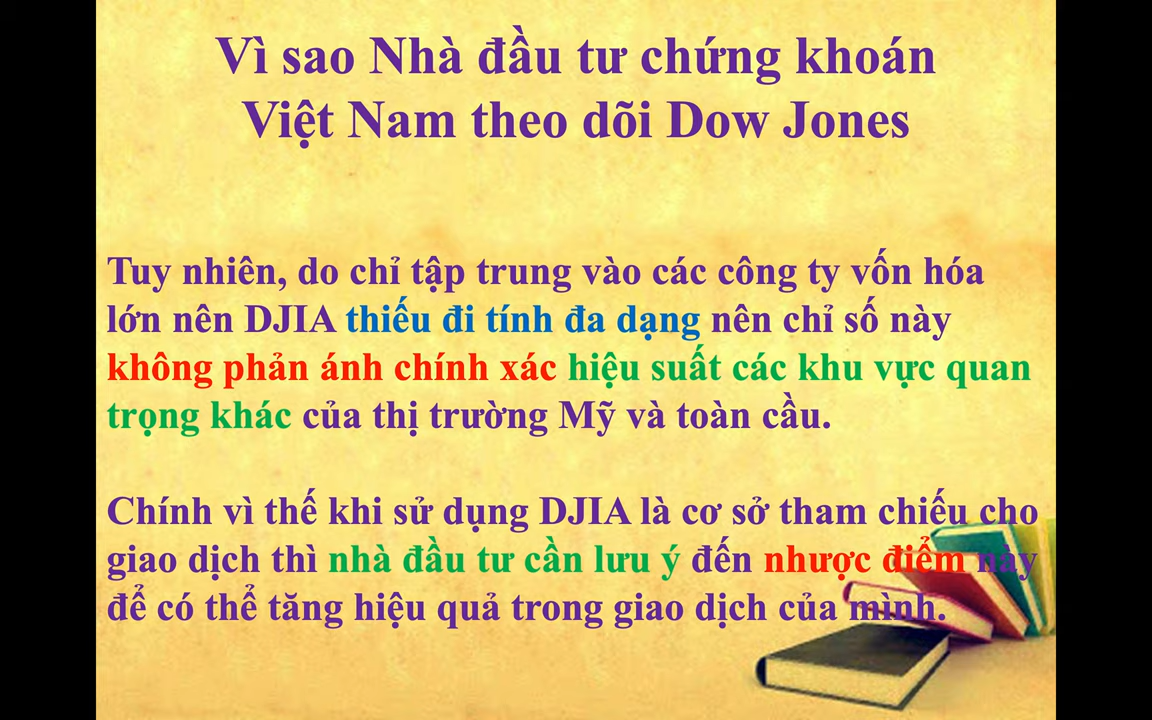 Vì sao Nhà đầu tư chứng khoán
Việt Nam theo dõi Dow Jones
Tuy nhiên, do chỉ tập trung vào các công ty vốn hóa
lớn nên DJIA thiếu đi tính đa dạng nên chỉ số này
không phản ánh chính xác hiệu suất các khu vực quan
trọng khác của thị trường Mỹ và toàn cầu.
Chính vì thế khi sử dụng DJIA là cơ sở tham chiếu cho
giao dịch thì nhà đầu tư cần lưu ý đến nhược điểm này
để có thể tăng hiệu quả trong giao dịch của mình.